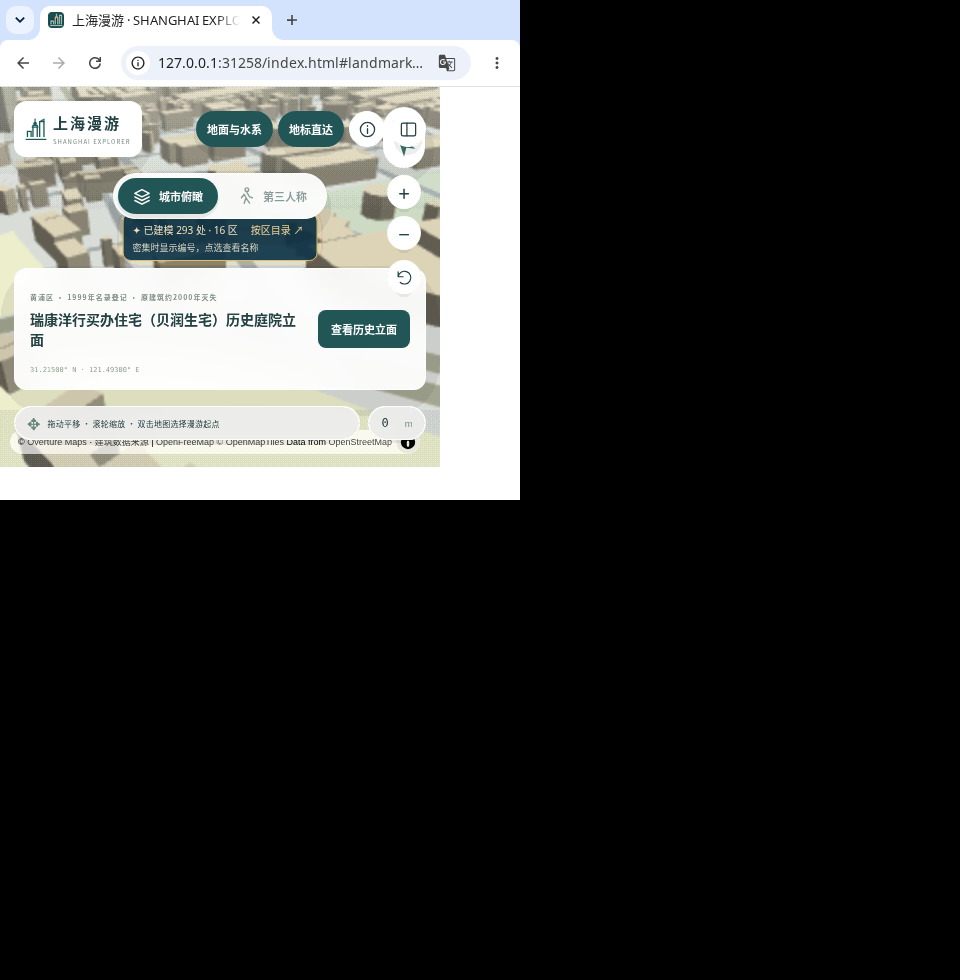 上海漫游 · SHANGHAI EXPLO
127.0.0.1:31258/index.html#landmark...
上海漫游
SHANGHAI EXPLORER
地面与水系
地标直达
城市俯瞰
第三人称
✦ 已建模 293 处 · 16 区 按区目录 ↗
密集时显示编号，点选查看名称
黄浦区 · 1999年名录登记 · 原建筑约2000年灭失
瑞康洋行买办住宅（贝润生宅）历史庭院立
面
查看历史立面
31.21508° N · 121.49380° E
拖动平移 · 滚轮缩放 · 双击地图选择漫游起点
0 m
© Overture Maps · 建筑数据来源 | OpenFreeMap © OpenMapTiles Data from OpenStreetMap